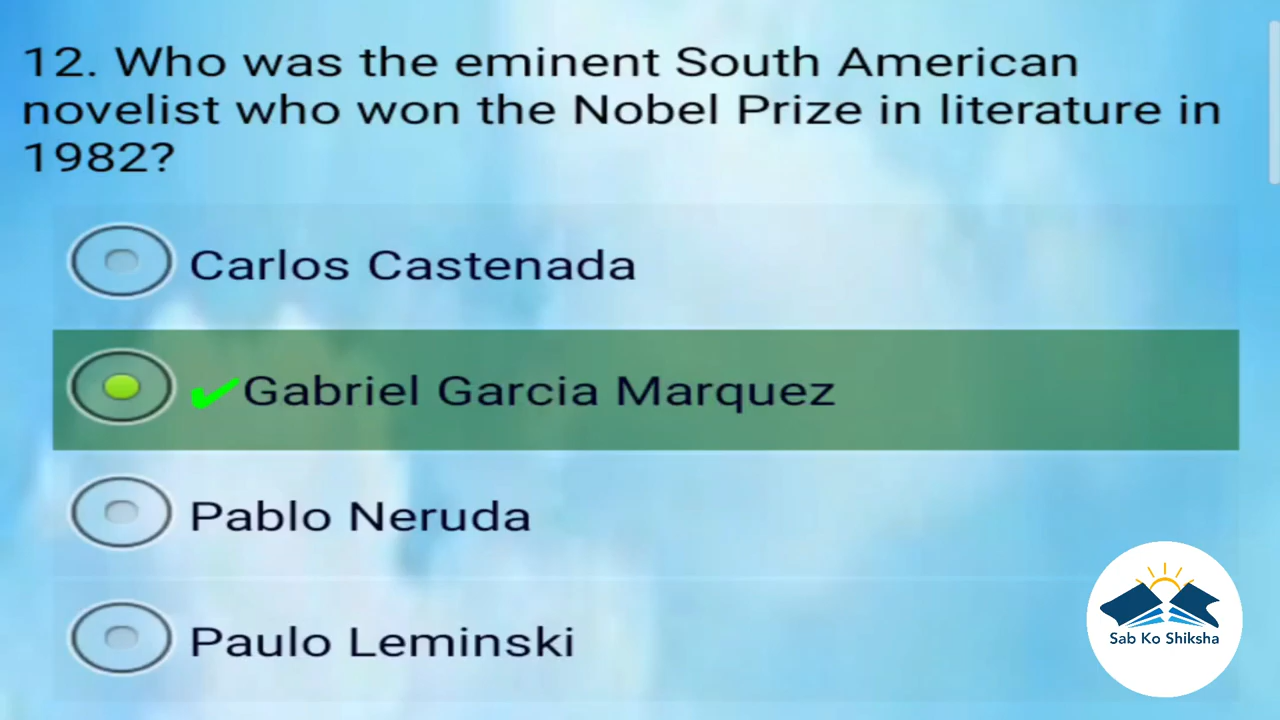 12. Who was the eminent South American
novelist who won the Nobel Prize in literature in
1982?
Carlos Castenada
✔Gabriel Garcia Marquez
Pablo Neruda
Paulo Leminski
Sab Ko Shiksha